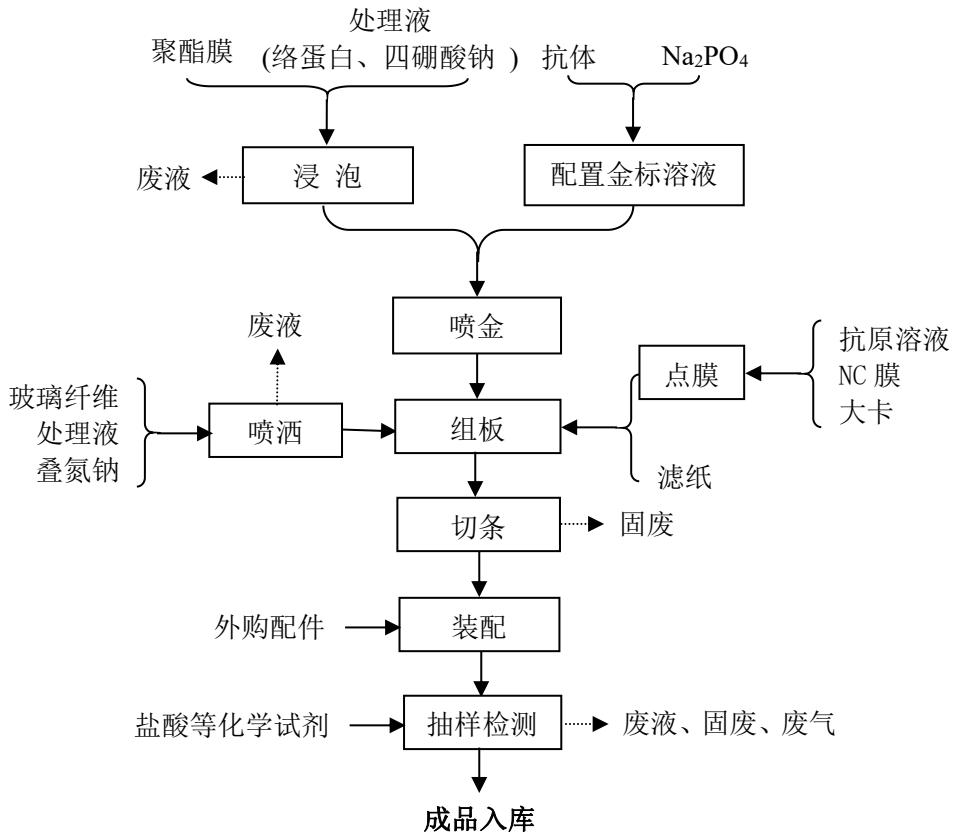 处理液
聚酯膜 (络蛋白、四硼酸钠 ) 抗体 Na₂PO₄
废液 浸 泡 配置金标溶液
喷金
废液
抗原溶液
点膜 NC 膜
大卡
玻璃纤维
处理液 喷洒 组板
叠氮钠
滤纸
切条 固废
外购配件 装配
盐酸等化学试剂 抽样检测 废液、固废、废气
成品入库